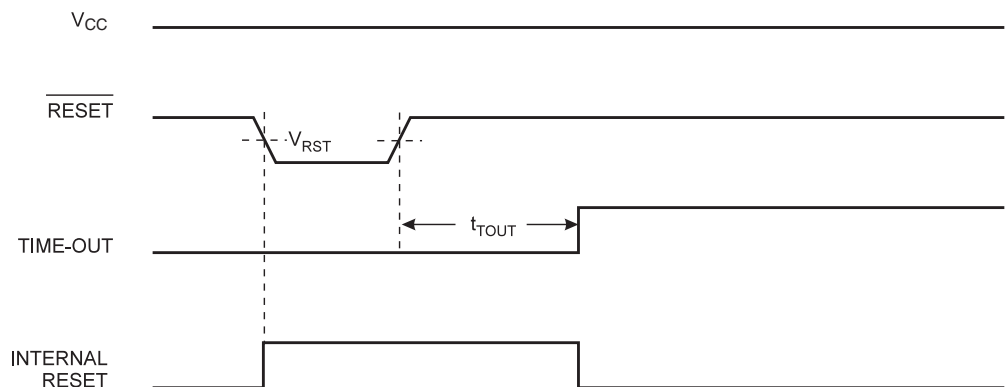 VCC
RESET
VRST
tTOUT
TIME-OUT
INTERNAL
RESET